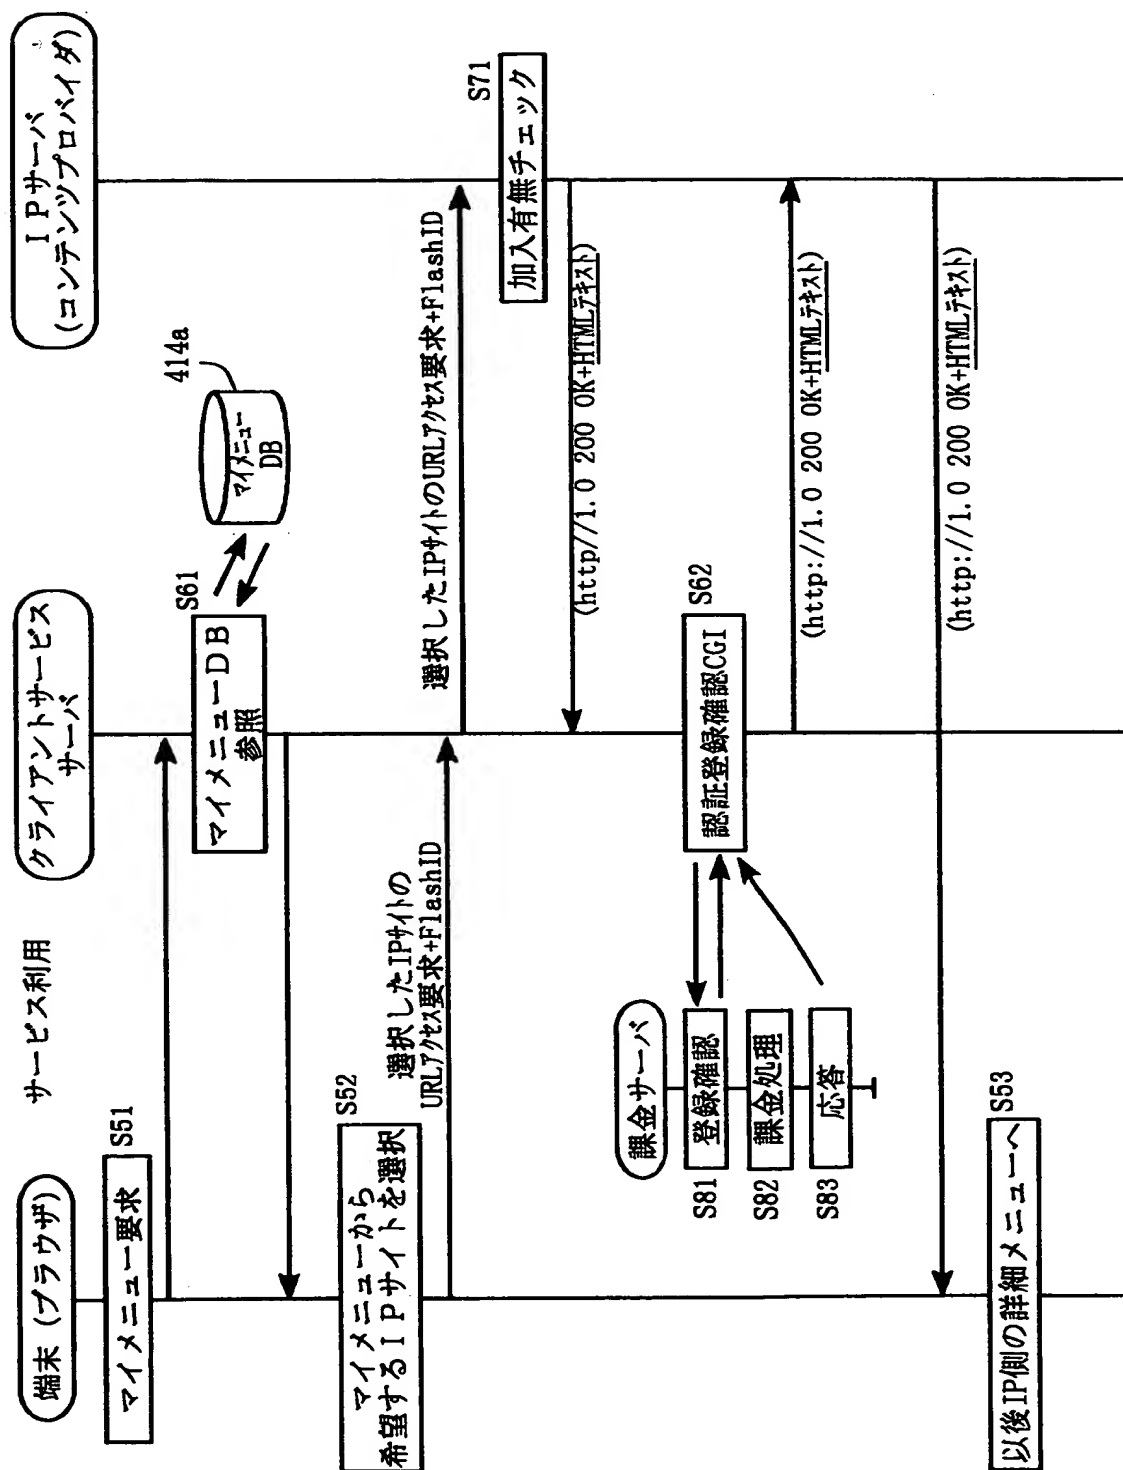 サービス利用
端末 (ブラウザ)
クライアントサービス
サーバ
IPサーバ
(コンテンツプロバイダ)
マイメニュー要求
S51
マイメニューDB
参照
S61
マイメニュー
DB
414a
マイメニューから
希望するIPサイトを選択
S52
選択したIPサイトの
URLアクセス要求+FlashID
選択したIPサイトのURLアクセス要求+FlashID
加入有無チェック
S71
(http//1.0 200 OK+HTMLテキスト)
課金サーバ
S81
登録確認
認証登録確認CGI
S62
S82
課金処理
S83
応答
(http://1.0 200 OK+HTMLテキスト)
(http://1.0 200 OK+HTMLテキスト)
以後IP側の詳細メニューへ
S53